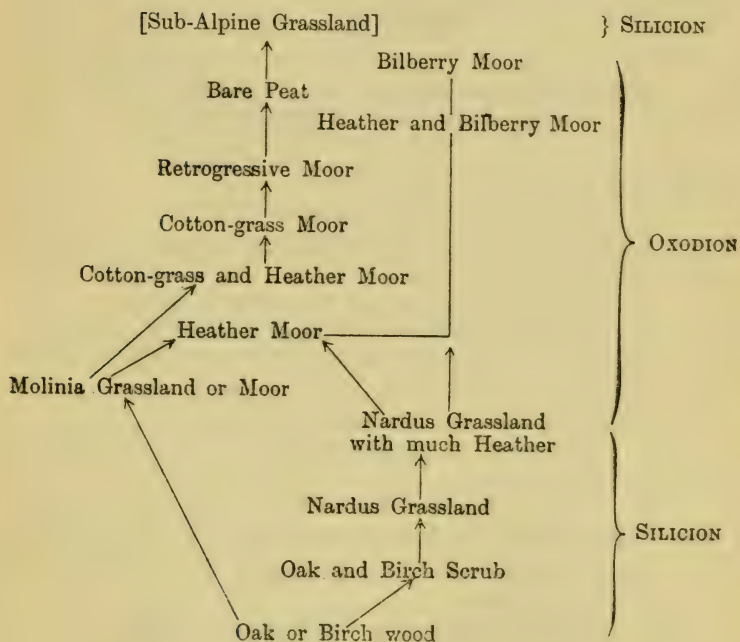 [Sub-Alpine Grassland]
} SILICION
Bilberry Moor
Bare Peat
Heather and Bilberry Moor
Retrogressive Moor
Cotton-grass Moor
OXODION
Cotton-grass and Heather Moor
Heather Moor
Molinia Grassland or Moor
Nardus Grassland
with much Heather
Nardus Grassland
SILICION
Oak and Birch Scrub
Oak or Birch wood